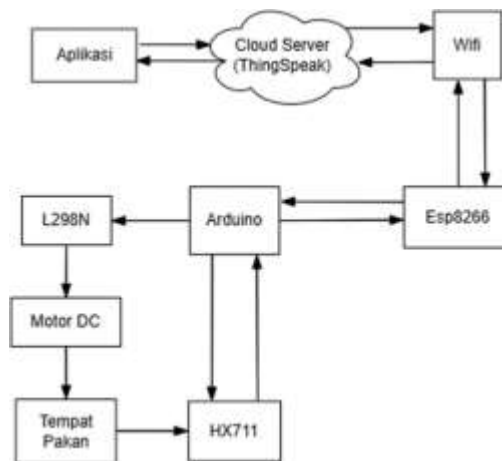 Aplikasi
Cloud Server
(ThingSpeak)
Wifi
L298N
Arduino
Esp8266
Motor DC
Tempat
Pakan
HX711